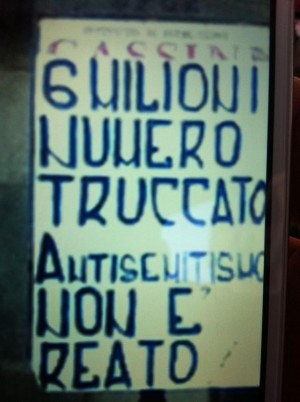 6 MILIONI
NUMERO
TRUCCATO
ANTISEMITISMO
NON E'
REATO